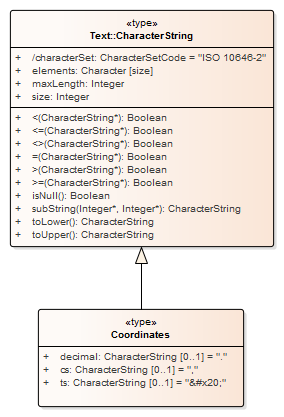 «type»
Text::CharacterString
+ /characterSet: CharacterSetCode = "ISO 10646-2"
+ elements: Character [size]
+ maxLength: Integer
+ size: Integer
+ <(CharacterString*): Boolean
+ <=(CharacterString*): Boolean
+ <>(CharacterString*): Boolean
+ =(CharacterString*): Boolean
+ >(CharacterString*): Boolean
+ >=(CharacterString*): Boolean
+ isNull(): Boolean
+ subString(Integer*, Integer*): CharacterString
+ toLower(): CharacterString
+ toUpper(): CharacterString
«type»
Coordinates
+ decimal: CharacterString [0..1] = "."
+ cs: CharacterString [0..1] = ","
+ ts: CharacterString [0..1] = "&#x20;"